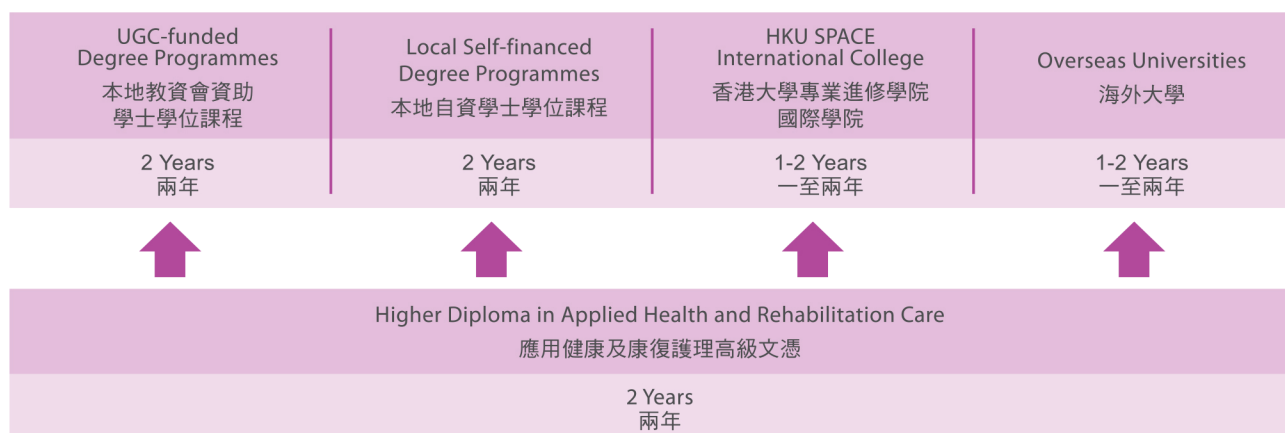 UGC-funded
Degree Programmes
本地教資會資助
學士學位課程
2 Years
兩年
Local Self-financed
Degree Programmes
本地自資學士學位課程
2 Years
兩年
HKU SPACE
International College
香港大學專業進修學院
國際學院
1-2 Years
一至兩年
Overseas Universities
海外大學
1-2 Years
一至兩年
Higher Diploma in Applied Health and Rehabilitation Care
應用健康及康復護理高級文憑
2 Years
兩年